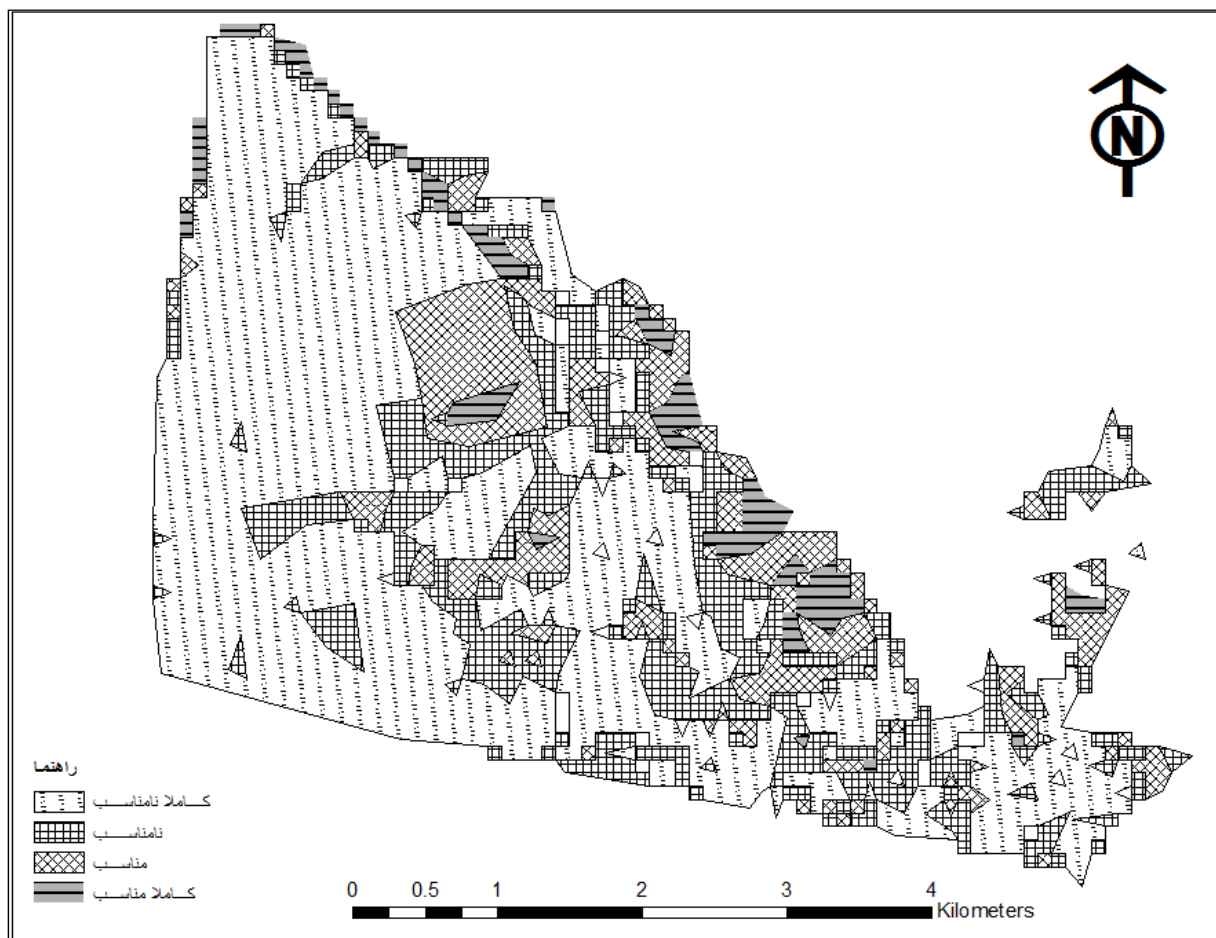 N
راهنما
کاملا نامناسب
نامناسب
مناسب
کاملا مناسب
0 0.5 1 2 3 4
Kilometers